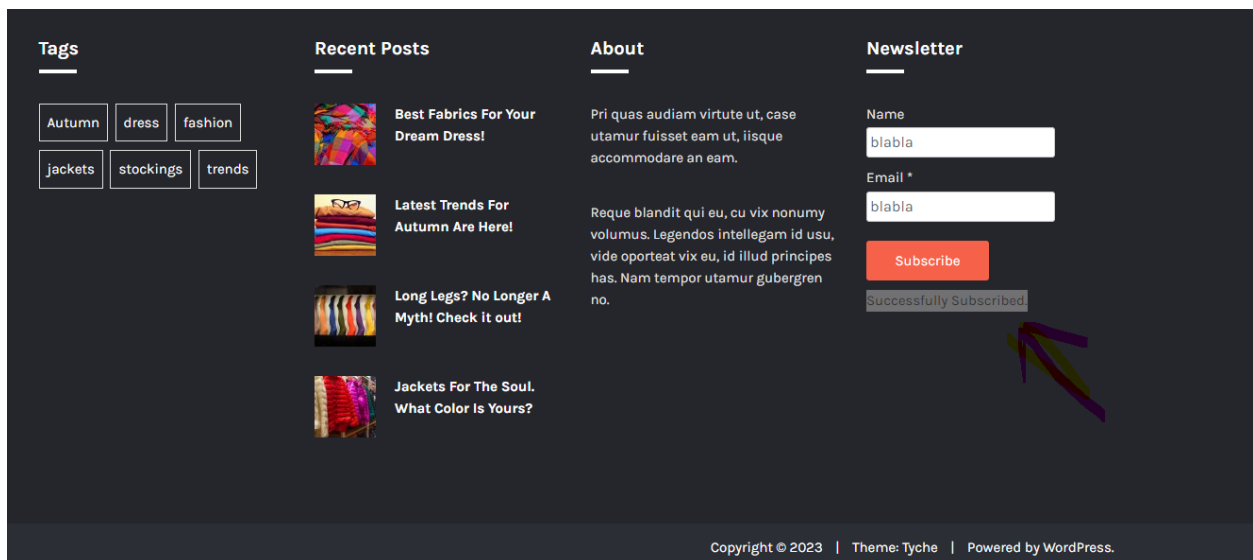 Tags
Autumn dress fashion
jackets stockings trends
Recent Posts
Best Fabrics For Your
Dream Dress!
Latest Trends For
Autumn Are Here!
Long Legs? No Longer A
Myth! Check it out!
Jackets For The Soul.
What Color Is Yours?
About
Pri quas audiam virtute ut, case
utamur fuisset eam ut, iisque
accommodare an eam.
Reque blandit qui eu, cu vix nonumy
volumus. Legendos intellegam id usu,
vide oporteat vix eu, id illud principes
has. Nam tempor utamur gubergren
no.
Newsletter
Name
blabla
Email *
blabla
Subscribe
Successfully Subscribed.
Copyright © 2023 | Theme: Tyche | Powered by WordPress.